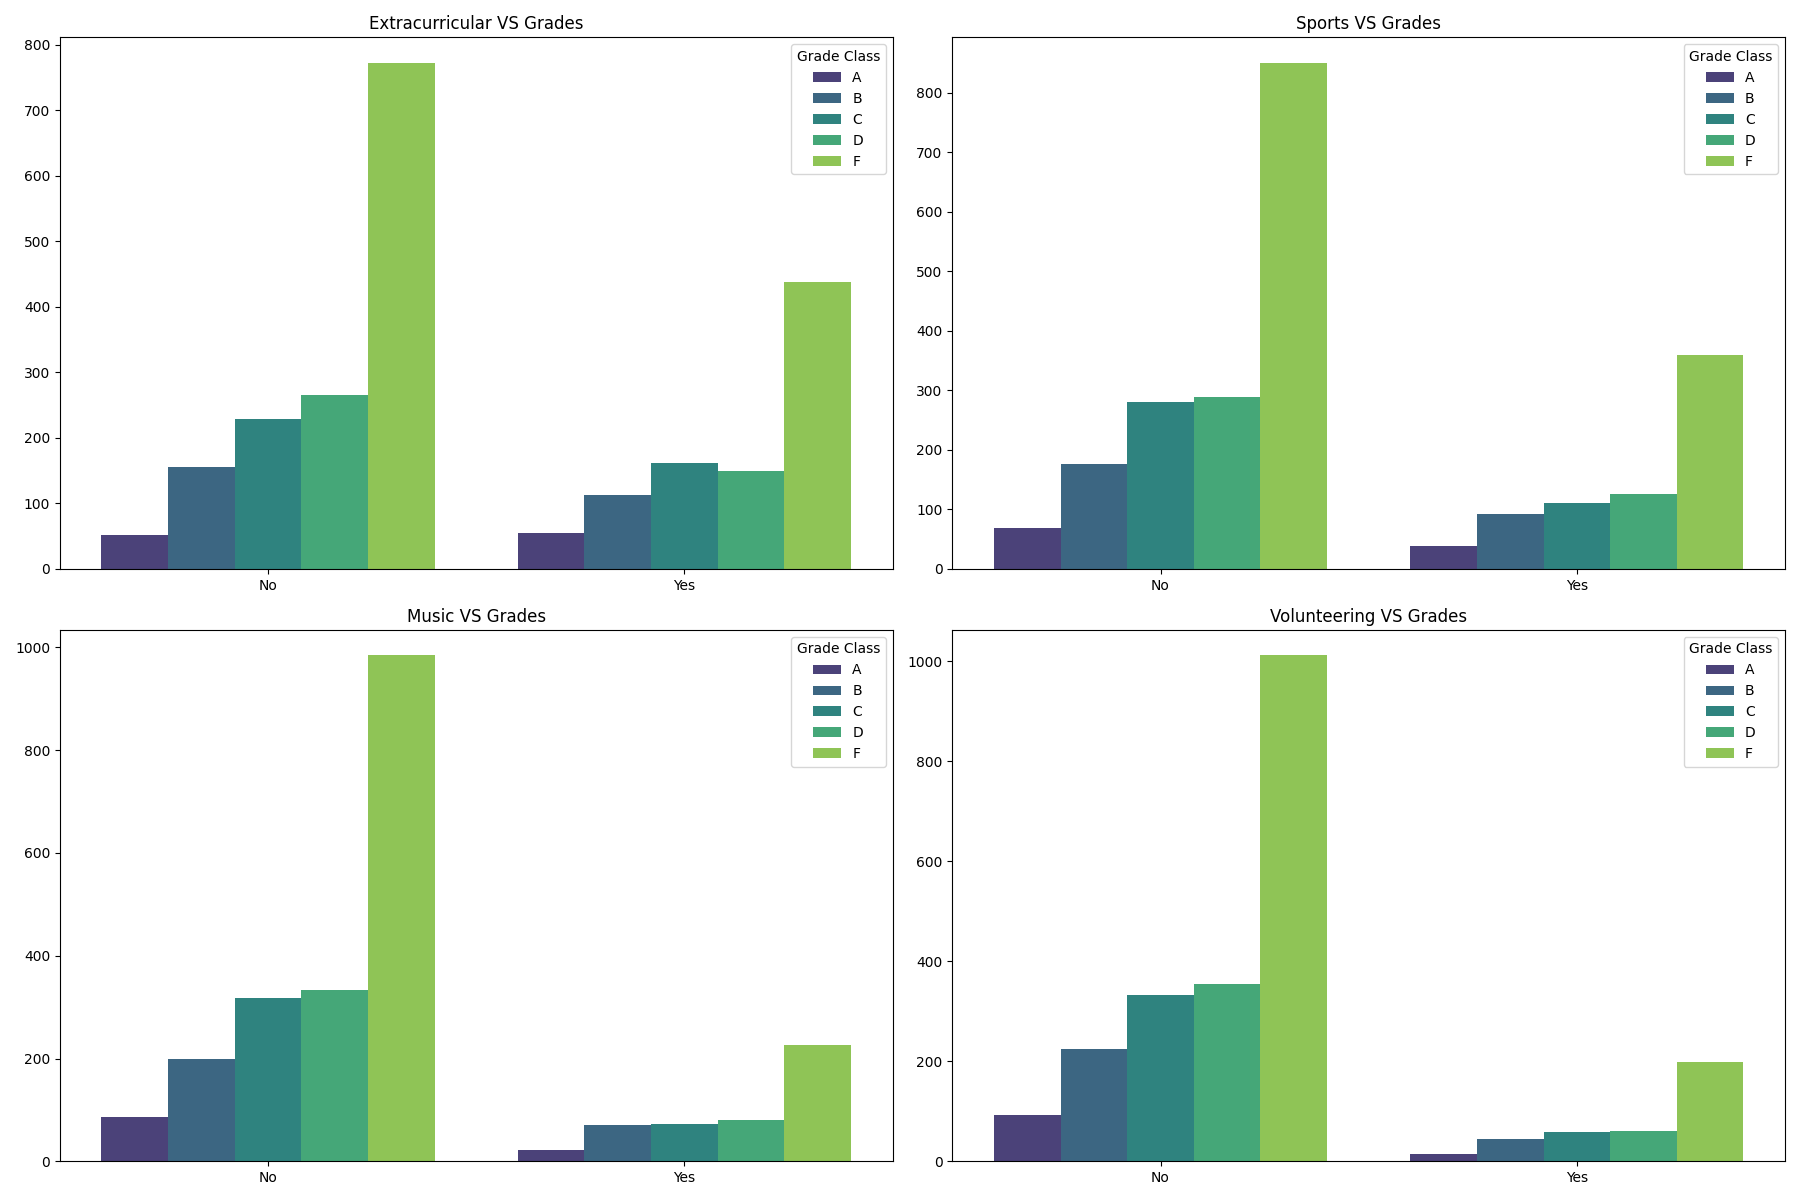 Extracurricular VS Grades
800
700
600
500
400
300
200
100
0
No
Yes
Grade Class
A
B
C
D
F
Sports VS Grades
800
700
600
500
400
300
200
100
0
No
Yes
Grade Class
A
B
C
D
F
Music VS Grades
1000
800
600
400
200
0
No
Yes
Grade Class
A
B
C
D
F
Volunteering VS Grades
1000
800
600
400
200
0
No
Yes
Grade Class
A
B
C
D
F